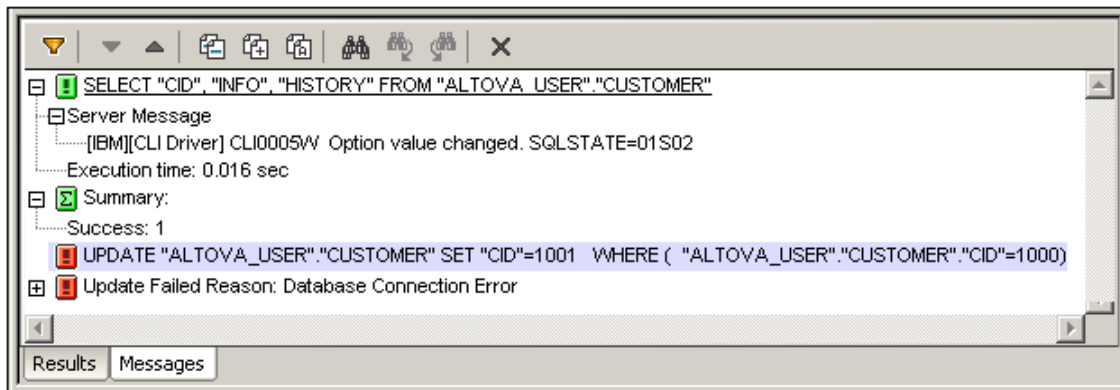 SELECT "CID", "INFO", "HISTORY" FROM "ALTOVA_USER"."CUSTOMER"
Server Message
[IBM][CLI Driver] CLI0005W  Option value changed. SQLSTATE=01S02
Execution time: 0.016 sec
Summary:
Success: 1
UPDATE "ALTOVA_USER"."CUSTOMER" SET "CID"=1001   WHERE (  "ALTOVA_USER"."CUSTOMER"."CID"=1000)
Update Failed Reason: Database Connection Error
Results Messages